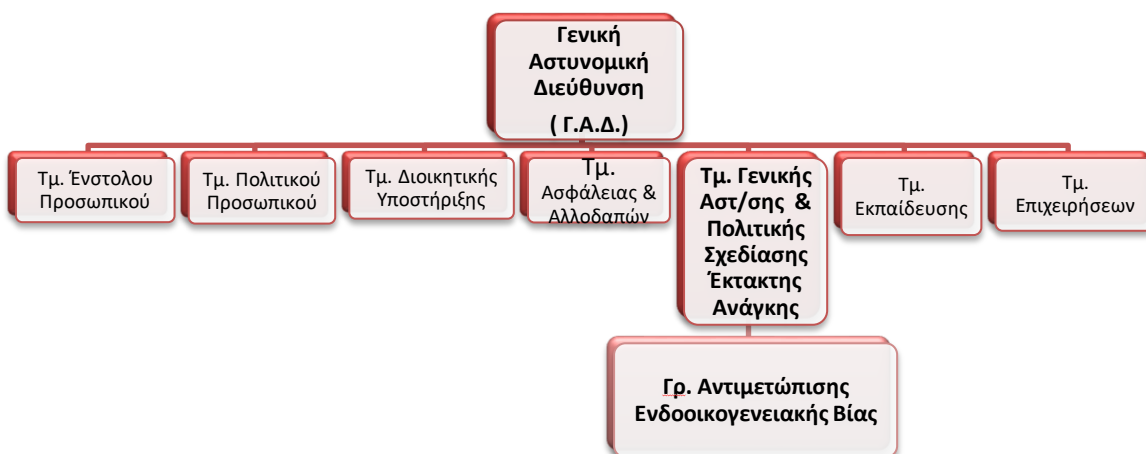 Γενική
Αστυνομική
Διεύθυνση
( Γ.Α.Δ.)
Τμ. Ένστολου
Προσωπικού
Τμ. Πολιτικού
Προσωπικού
Τμ. Διοικητικής
Υποστήριξης
Τμ.
Ασφάλειας &
Αλλοδαπών
Τμ. Γενικής
Αστ/σης &
Πολιτικής
Σχεδίασης
Έκτακτης
Ανάγκης
Τμ.
Εκπαίδευσης
Τμ.
Επιχειρήσεων
Γρ. Αντιμετώπισης
Ενδοοικογενειακής Βίας